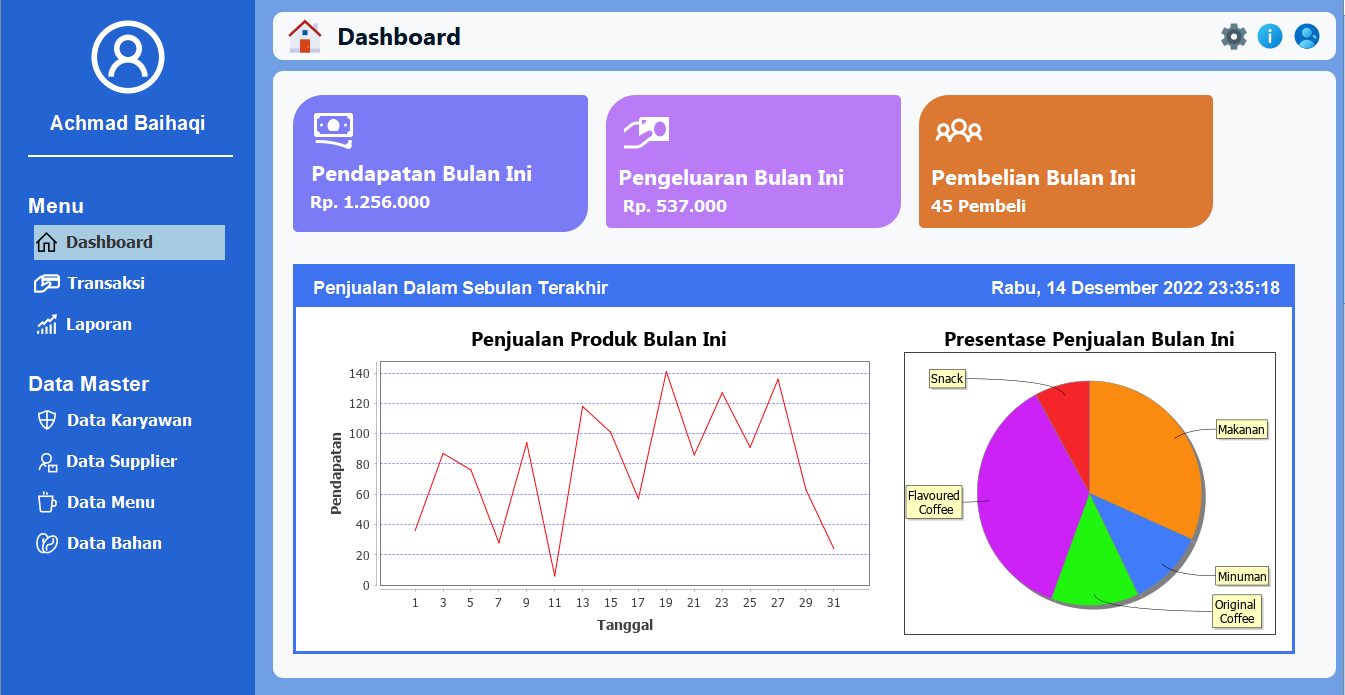 Achmad Baihaqi
Menu
Dashboard
Transaksi
Laporan
Data Master
Data Karyawan
Data Supplier
Data Menu
Data Bahan
Dashboard
Pendapatan Bulan Ini
Rp. 1.256.000
Pengeluaran Bulan Ini
Rp. 537.000
Pembelian Bulan Ini
45 Pembeli
Penjualan Dalam Sebulan Terakhir
Rabu, 14 Desember 2022 23:35:18
Penjualan Produk Bulan Ini
Pendapatan
140
120
100
80
60
40
20
0
1 3 5 7 9 11 13 15 17 19 21 23 25 27 29 31
Tanggal
Presentase Penjualan Bulan Ini
Snack
Makanan
Flavoured
Coffee
Minuman
Original
Coffee